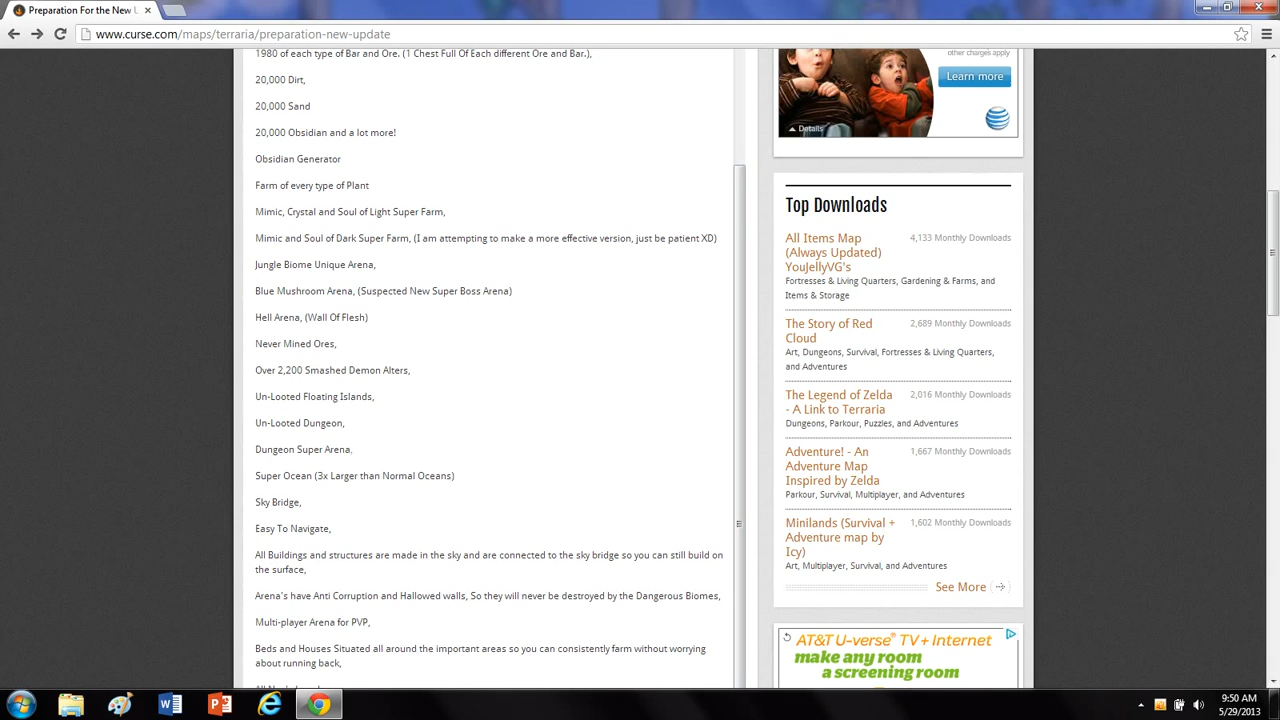 Preparation For the New U
www.curse.com/maps/terraria/preparation-new-update
1980 of each type of Bar and Ore. (1 Chest Full Of Each different Ore and Bar.),
20,000 Dirt,
20,000 Sand
20,000 Obsidian and a lot more!
Obsidian Generator
Farm of every type of Plant
Mimic, Crystal and Soul of Light Super Farm,
Mimic and Soul of Dark Super Farm, (I am attempting to make a more effective version, just be patient XD)
Jungle Biome Unique Arena,
Blue Mushroom Arena, (Suspected New Super Boss Arena)
Hell Arena, (Wall Of Flesh)
Never Mined Ores,
Over 2,200 Smashed Demon Alters,
Un-Looted Floating Islands,
Un-Looted Dungeon,
Dungeon Super Arena,
Super Ocean (3x Larger than Normal Oceans)
Sky Bridge,
Easy To Navigate,
All Buildings and structures are made in the sky and are connected to the sky bridge so you can still build on
the surface,
Arena's have Anti Corruption and Hallowed walls, So they will never be destroyed by the Dangerous Biomes,
Multi-player Arena for PVP,
Beds and Houses Situated all around the important areas so you can consistently farm without worrying
about running back,
other charges apply
Learn more
Details
Top Downloads
All Items Map 4,133 Monthly Downloads
(Always Updated)
YouJellyVG's
Fortresses & Living Quarters, Gardening & Farms, and
Items & Storage
The Story of Red 2,689 Monthly Downloads
Cloud
Art, Dungeons, Survival, Fortresses & Living Quarters,
and Adventures
The Legend of Zelda 2,016 Monthly Downloads
- A Link to Terraria
Dungeons, Parkour, Puzzles, and Adventures
Adventure! - An 1,667 Monthly Downloads
Adventure Map
Inspired by Zelda
Parkour, Survival, Multiplayer, and Adventures
Minilands (Survival + 1,602 Monthly Downloads
Adventure map by
Icy)
Art, Multiplayer, Survival, and Adventures
See More
AT&T U-verse® TV + Internet
make any room
a screening room
9:50 AM
5/29/2013